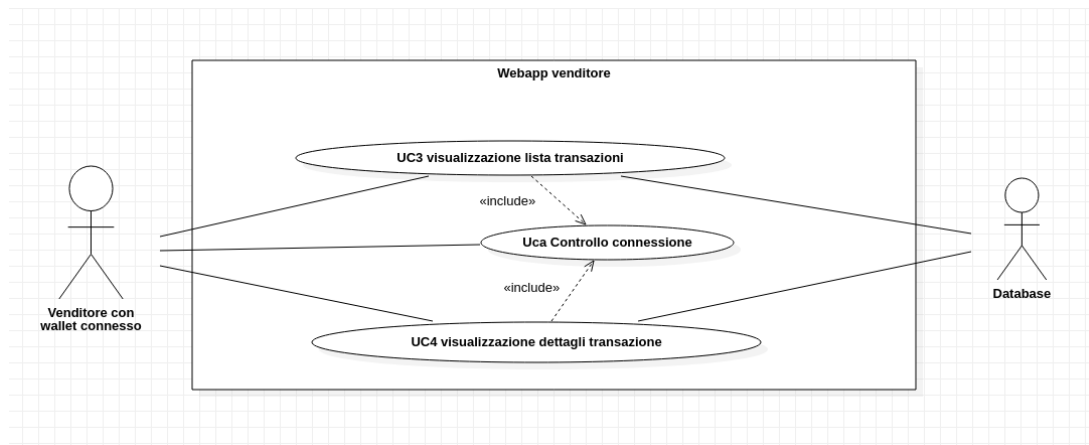 Webapp venditore
UC3 visualizzazione lista transazioni
«include»
Uca Controllo connessione
«include»
UC4 visualizzazione dettagli transazione
Venditore con
wallet connesso
Database